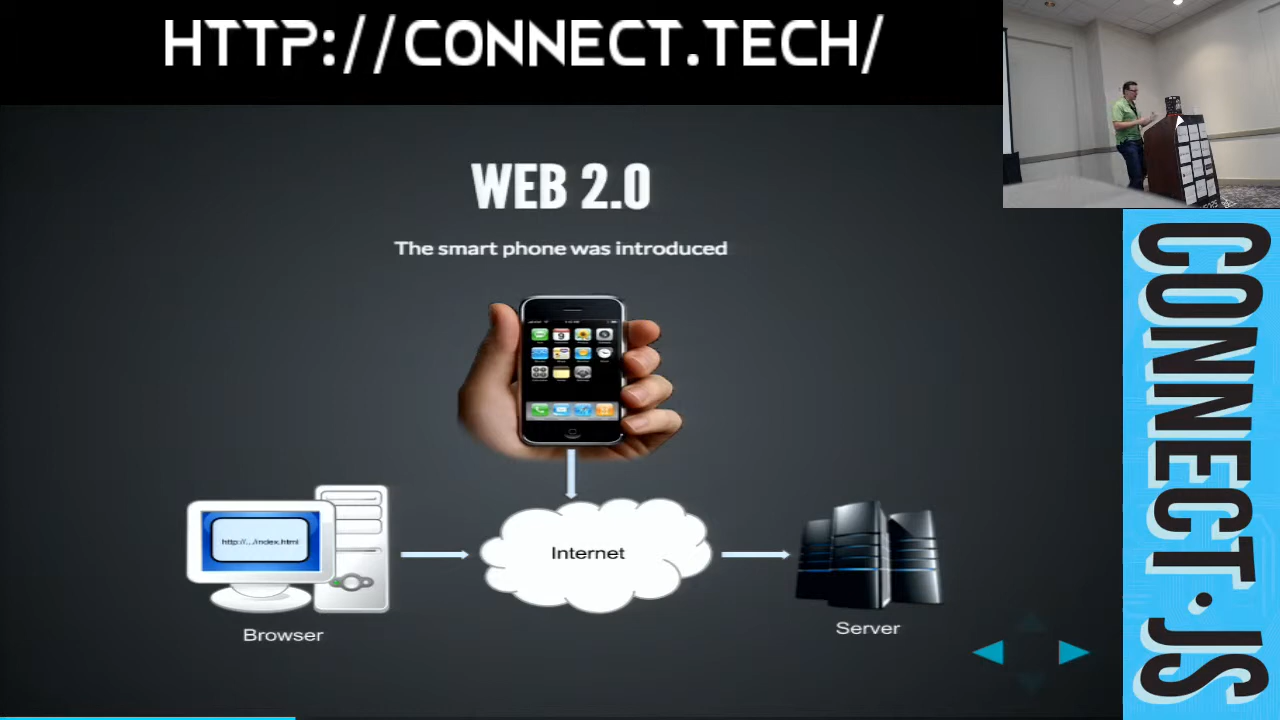 HTTP://CONNECT.TECH/
WEB 2.0
The smart phone was introduced
http://.../index.html
Internet
Browser
Server
CONNECT•JS